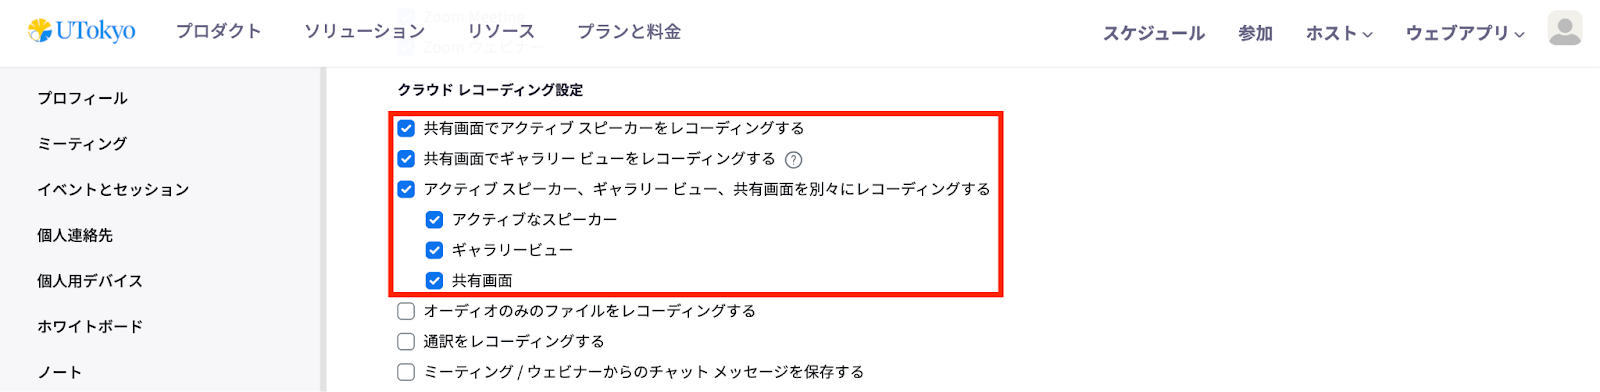 Zoom Meeting
UTokyo プロダクト ソリューション リソース プランと料金 スケジュール 参加 ホスト ウェブアプリ
Zoom ウェビナー
プロフィール
ミーティング
イベントとセッション
個人連絡先
個人用デバイス
ホワイトボード
ノート
クラウド レコーディング設定
共有画面でアクティブ スピーカーをレコーディングする
共有画面でギャラリー ビューをレコーディングする ?
アクティブ スピーカー、ギャラリー ビュー、共有画面を別々にレコーディングする
アクティブなスピーカー
ギャラリービュー
共有画面
オーディオのみのファイルをレコーディングする
通訳をレコーディングする
ミーティング / ウェビナーからのチャット メッセージを保存する